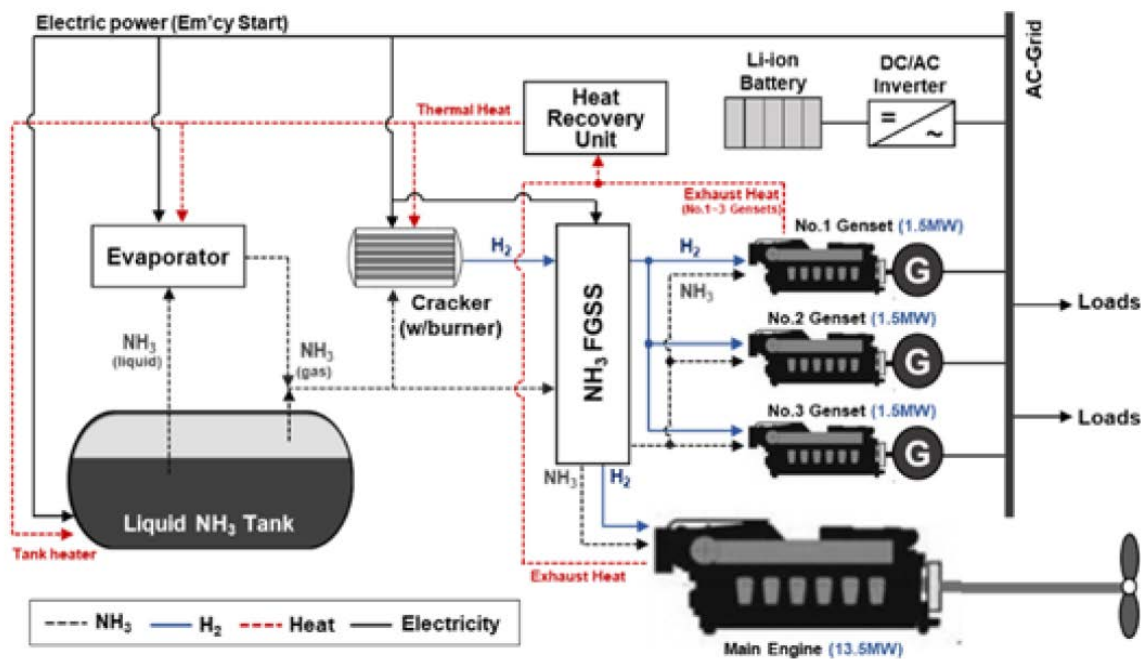 Electric power (Em'cy Start)
Li-ion
Battery
DC/AC
Inverter
AC-Grid
Thermal Heat
Heat
Recovery
Unit
Exhaust Heat
(No.1~3 Gensets)
No.1 Genset (1.5MW)
Evaporator
H2
H2
G
Cracker
(w/burner)
NH3
NH3 FGSS
Loads
NH3
(liquid)
NH3
(gas)
No.2 Genset (1.5MW)
G
No.3 Genset (1.5MW)
Loads
G
NH3
H2
Liquid NH3 Tank
Tank heater
Exhaust Heat
NH3
H2
Heat
Electricity
Main Engine (13.5MW)